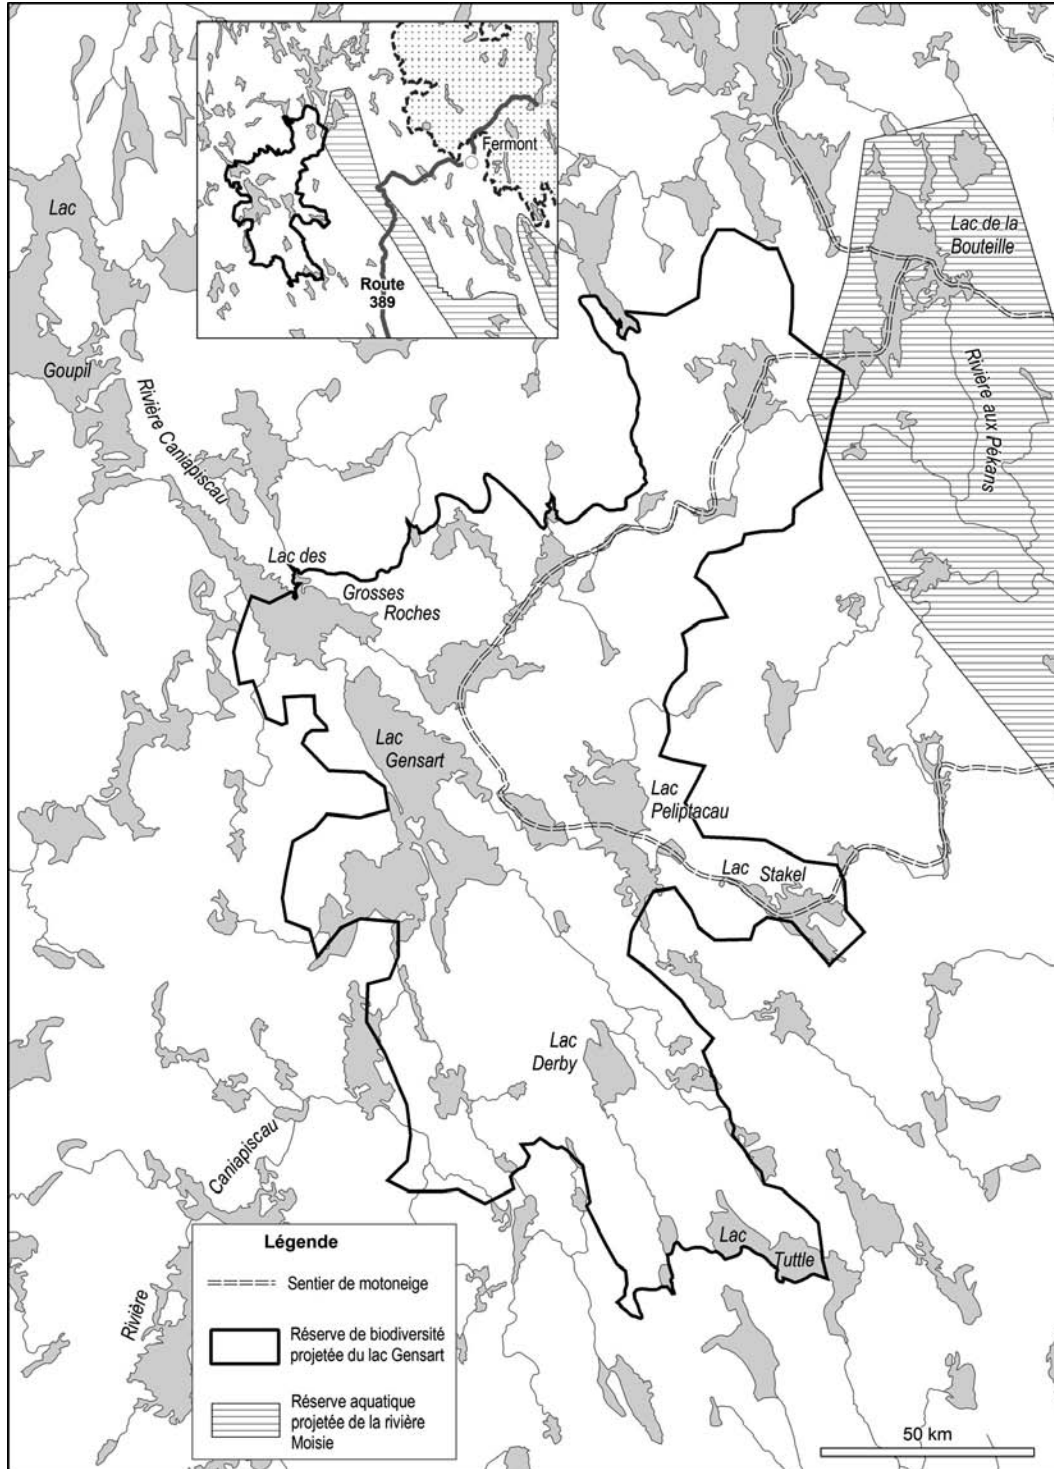 Fermont
Route
389
Lac
Goupil
Rivière Caniapiscau
Lac de la
Bouteille
Rivière aux Pékans
Lac des
Grosses
Roches
Lac
Gensart
Lac
Peliptacau
Lac Stakel
Lac
Derby
Caniapiscau
Rivière
Lac
Tuttle
Légende
Sentier de motoneige
Réserve de biodiversité
projetée du lac Gensart
Réserve aquatique
projetée de la rivière
Moisie
50 km